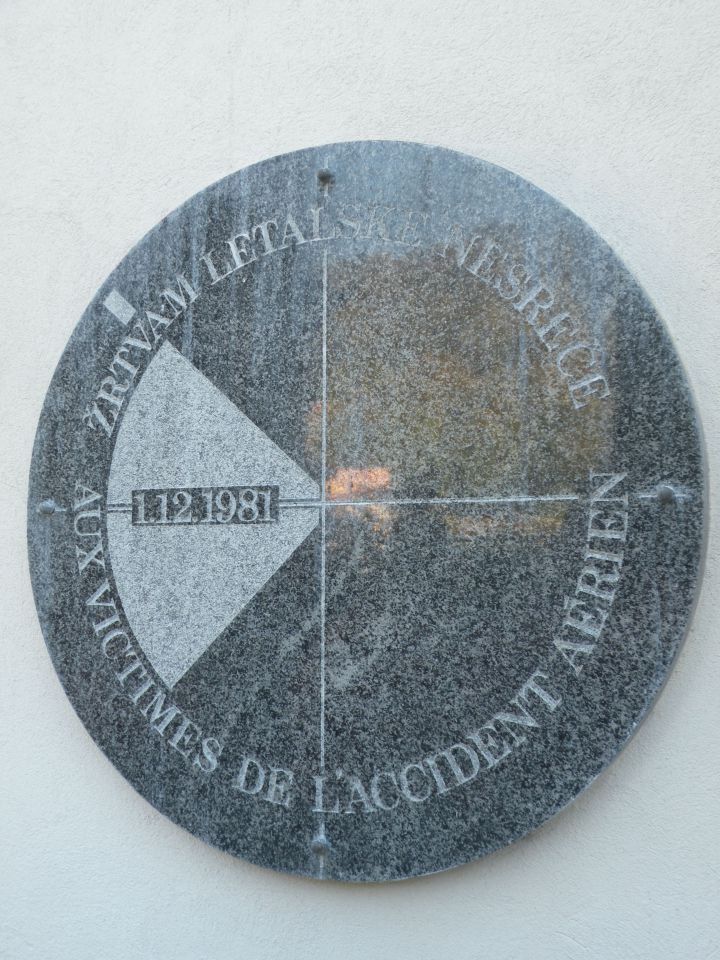 ŽRTVAM LETALSKE NESREČE
1.12.1981
AUX VICTIMES DE L'ACCIDENT AÉRIEN